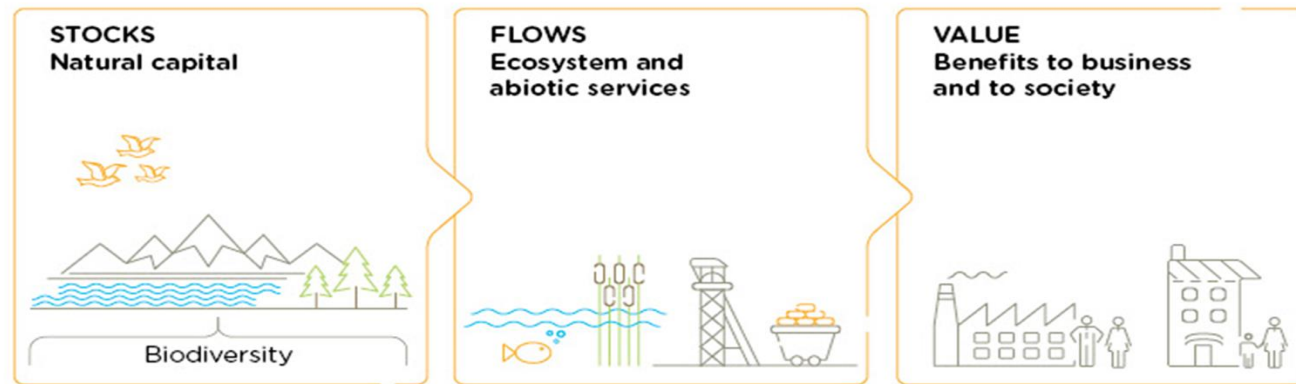 STOCKS
Natural capital
Biodiversity
FLOWS
Ecosystem and
abiotic services
VALUE
Benefits to business
and to society